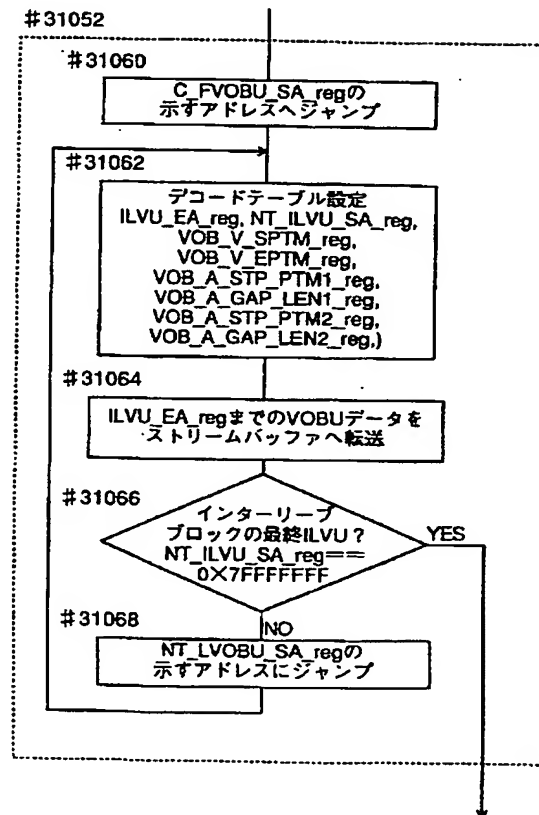 #31052
#31060
C_FVOBU_SA_regの
示すアドレスへジャンプ
#31062
デコードテーブル設定
ILVU_EA_reg, NT_ILVU_SA_reg,
VOB_V_SPTM_reg,
VOB_V_EPTM_reg,
VOB_A_STP_PTM1_reg,
VOB_A_GAP_LEN1_reg,
VOB_A_STP_PTM2_reg,
VOB_A_GAP_LEN2_reg,)
#31064
ILVU_EA_regまでのVOBUデータを
ストリームバッファへ転送
#31066
インターリーブ
ブロックの最終ILVU?
NT_ILVU_SA_reg==
0×7FFFFFFF
YES
NO
#31068
NT_LVOBU_SA_regの
示すアドレスにジャンプ